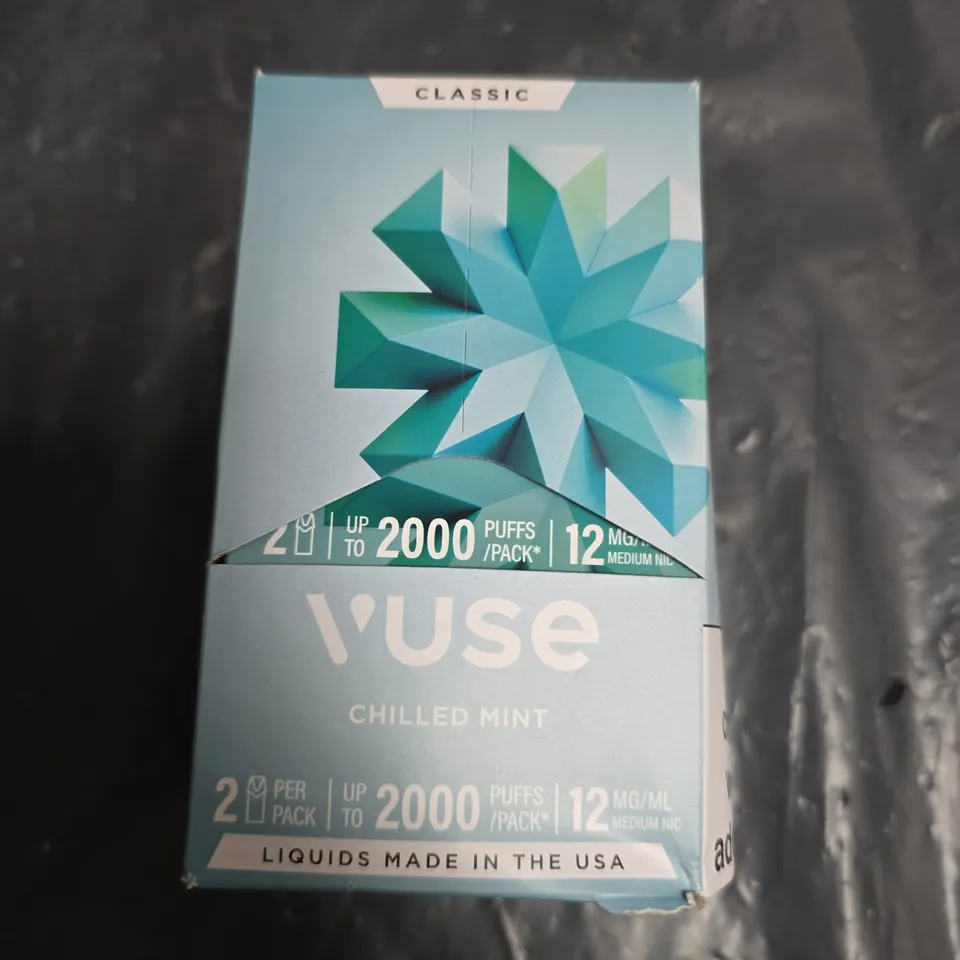 CLASSIC
2 | UP TO 2000 PUFFS /PACK* | 12 MG/
MEDIUM NIC
vuse
CHILLED MINT
2 PER PACK | UP TO 2000 PUFFS /PACK* | 12 MG/ML
MEDIUM NIC
LIQUIDS MADE IN THE USA